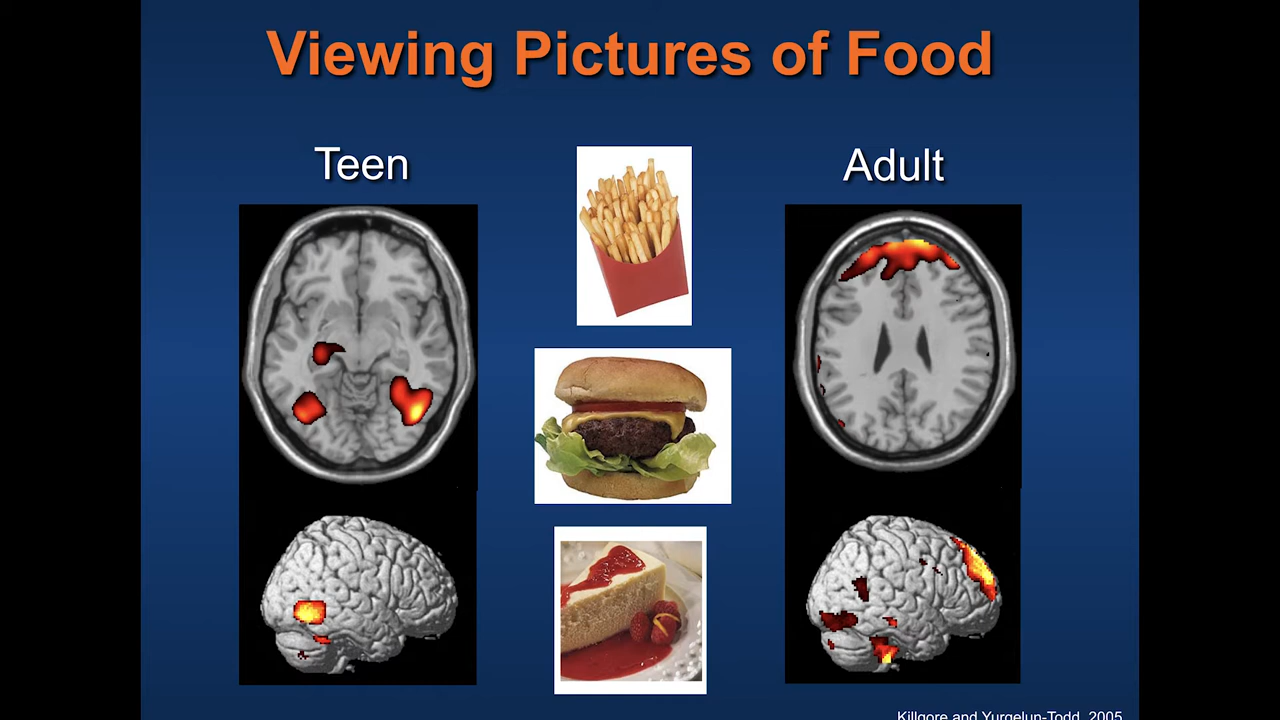 Viewing Pictures of Food
Teen
Adult
Killgore and Yurgelun-Todd, 2005